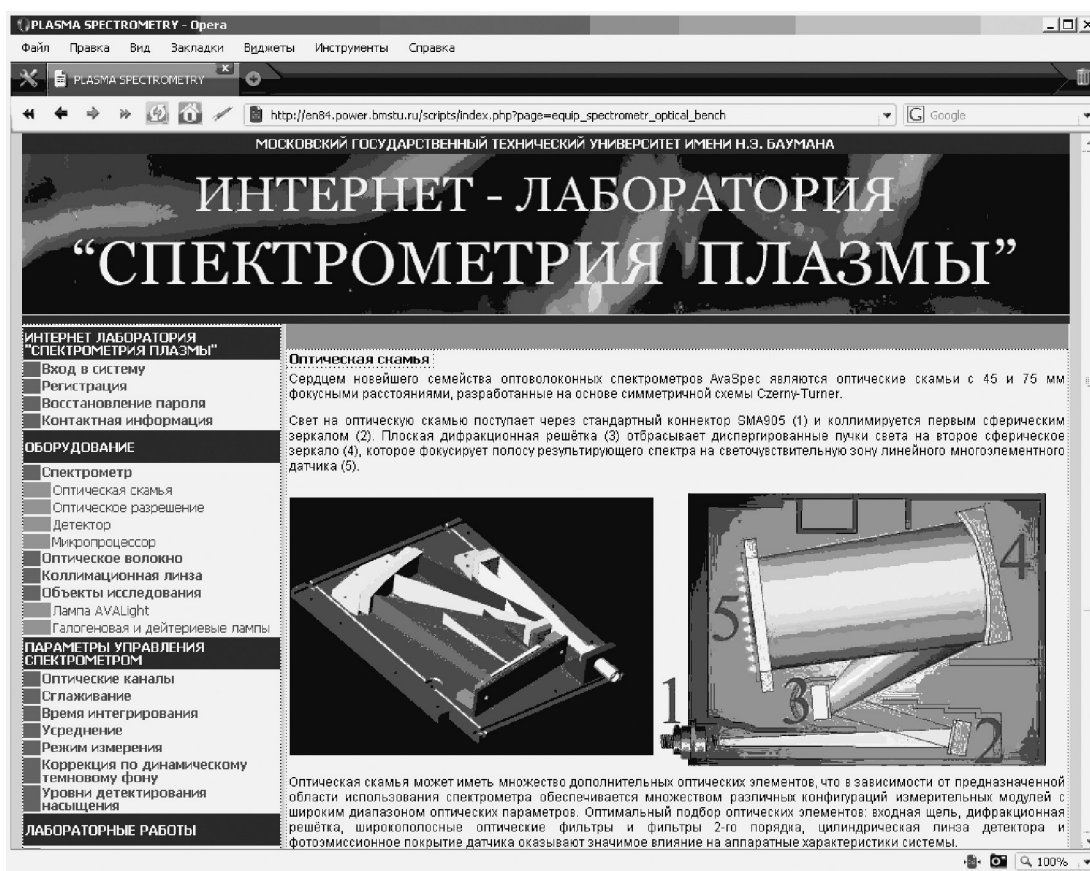 PLASMA SPECTROMETRY - Opera
Файл Правка Вид Закладки Виджеты Инструменты Справка
PLASMA SPECTROMETRY
http://en84.power.bmstu.ru/scripts/index.php?page=equip_spectrometr_optical_bench
G Google
МОСКОВСКИЙ ГОСУДАРСТВЕННЫЙ ТЕХНИЧЕСКИЙ УНИВЕРСИТЕТ ИМЕНИ Н.Э. БАУМАНА
ИНТЕРНЕТ - ЛАБОРАТОРИЯ
“СПЕКТРОМЕТРИЯ ПЛАЗМЫ”
ИНТЕРНЕТ ЛАБОРАТОРИЯ
"СПЕКТРОМЕТРИЯ ПЛАЗМЫ"
Вход в систему
Регистрация
Восстановление пароля
Контактная информация
ОБОРУДОВАНИЕ
Спектрометр
Оптическая скамья
Оптическое разрешение
Детектор
Микропроцессор
Оптическое волокно
Коллимационная линза
Объекты исследования
Лампа AVALight
Галогеновая и дейтериевые лампы
ПАРАМЕТРЫ УПРАВЛЕНИЯ
СПЕКТРОМЕТРОМ
Оптические каналы
Сглаживание
Время интегрирования
Усреднение
Режим измерения
Коррекция по динамическому
темновому фону
Уровни детектирования
насыщения
ЛАБОРАТОРНЫЕ РАБОТЫ
Оптическая скамья
Сердцем новейшего семейства оптоволоконных спектрометров AvaSpec являются оптические скамьи с 45 и 75 мм
фокусными расстояниями, разработанные на основе симметричной схемы Czerny-Turner.
Свет на оптическую скамью поступает через стандартный коннектор SMA905 (1) и коллимируется первым сферическим
зеркалом (2). Плоская дифракционная решётка (3) отбрасывает диспергированные пучки света на второе сферическое
зеркало (4), которое фокусирует полосу результирующего спектра на светочувствительную зону линейного многоэлементного
датчика (5).
4
5
1
3
2
Оптическая скамья может иметь множество дополнительных оптических элементов, что в зависимости от предназначенной
области использования спектрометра обеспечивается множеством различных конфигураций измерительных модулей с
широким диапазоном оптических параметров. Оптимальный подбор оптических элементов: входная щель, дифракционная
решётка, широкополосные оптические фильтры и фильтры 2-го порядка, цилиндрическая линза детектора и
фотоэмиссионное покрытие датчика оказывают значимое влияние на аппаратные характеристики системы.
100%